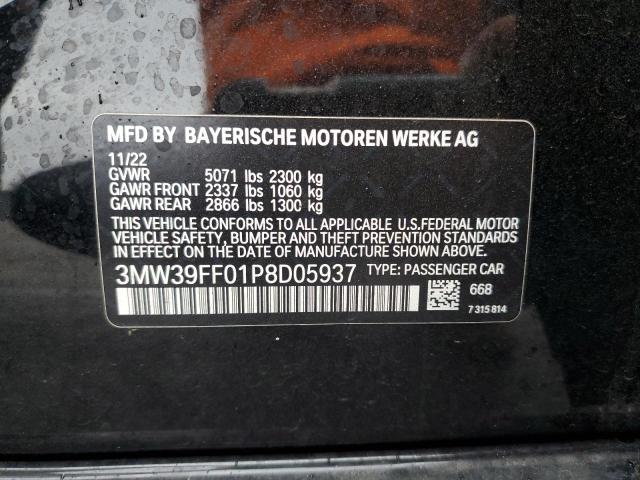 MFD BY BAYERISCHE MOTOREN WERKE AG
11/22
GVWR 5071 lbs 2300 kg
GAWR FRONT 2337 lbs 1060 kg
GAWR REAR 2866 lbs 1300 kg
THIS VEHICLE CONFORMS TO ALL APPLICABLE U.S.FEDERAL MOTOR
VEHICLE SAFETY, BUMPER AND THEFT PREVENTION STANDARDS
IN EFFECT ON THE DATE OF MANUFACTURE SHOWN ABOVE.
3MW39FF01P8D05937 TYPE: PASSENGER CAR
668
7 315 814